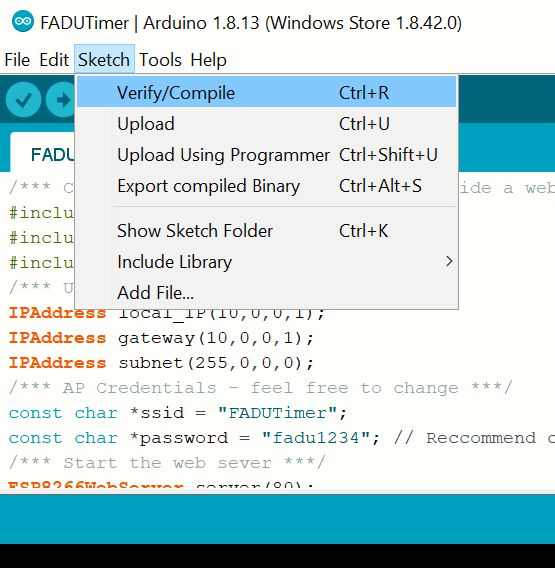 FADUTimer | Arduino 1.8.13 (Windows Store 1.8.42.0)
File Edit Sketch Tools Help
Verify/Compile Ctrl+R
Upload Ctrl+U
Upload Using Programmer Ctrl+Shift+U
Export compiled Binary Ctrl+Alt+S
Show Sketch Folder Ctrl+K
Include Library
Add File...
FADU
/*** C ide a web
#inclu
#inclu
#inclu
/*** U
IPAddress local_IP(10,0,0,1);
IPAddress gateway(10,0,0,1);
IPAddress subnet(255,0,0,0);
/*** AP Credentials - feel free to change ***/
const char *ssid = "FADUTimer";
const char *password = "fadu1234"; // Reccommend c
/*** Start the web sever ***/
ESP8266WebServer server(80);